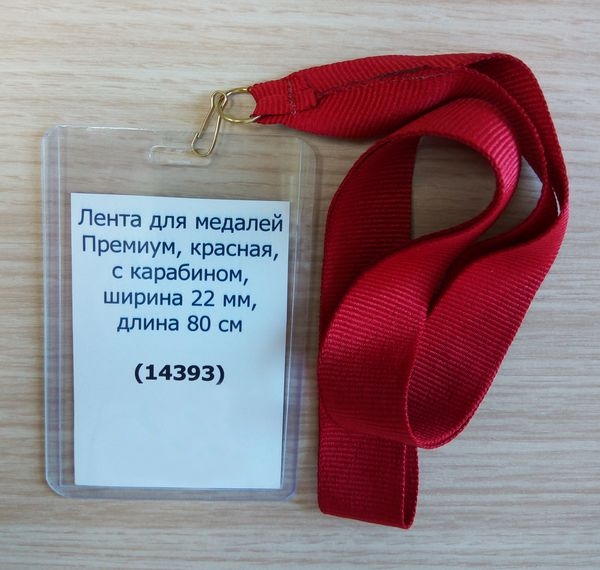 Лента для медалей
Премиум, красная,
с карабином,
ширина 22 мм,
длина 80 см
(14393)